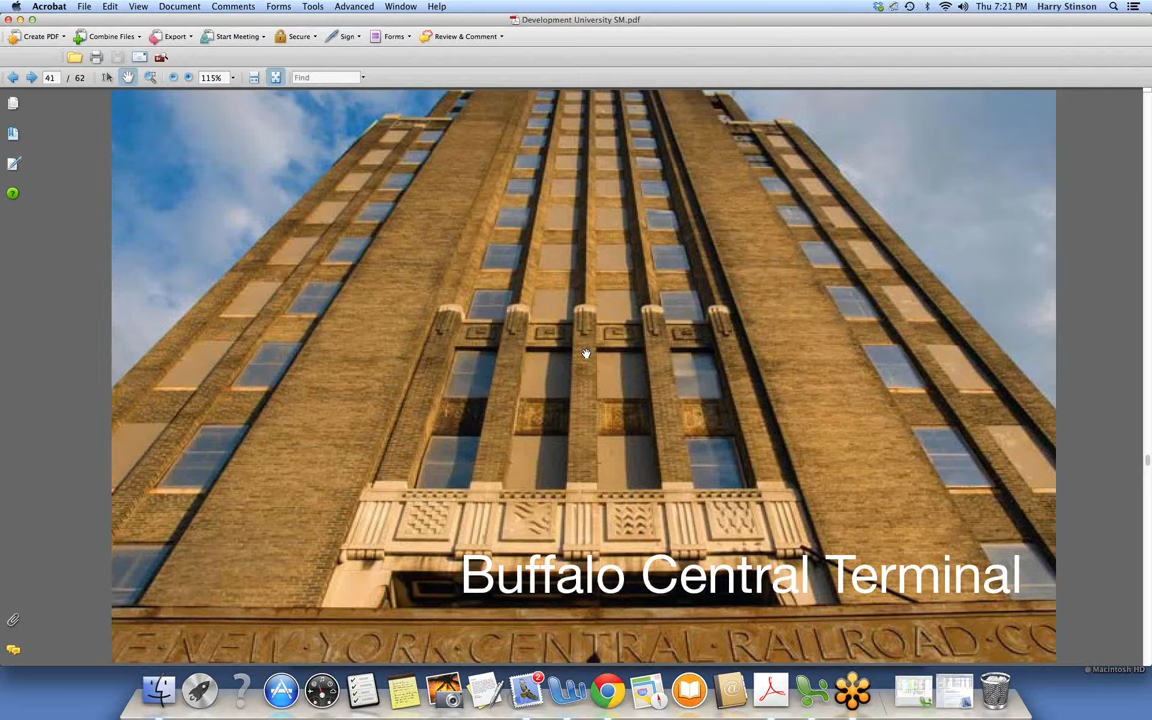 Acrobat File Edit View Document Comments Forms Tools Advanced Window Help Thu 7:21 PM Harry Stinson
Development University SM.pdf
Create PDF Combine Files Export Start Meeting Secure Sign Forms Review & Comment
41 / 62 115% Find
Buffalo Central Terminal
E·NEW·YORK·CENTRAL·RAILROAD·CO
Macintosh HD
2